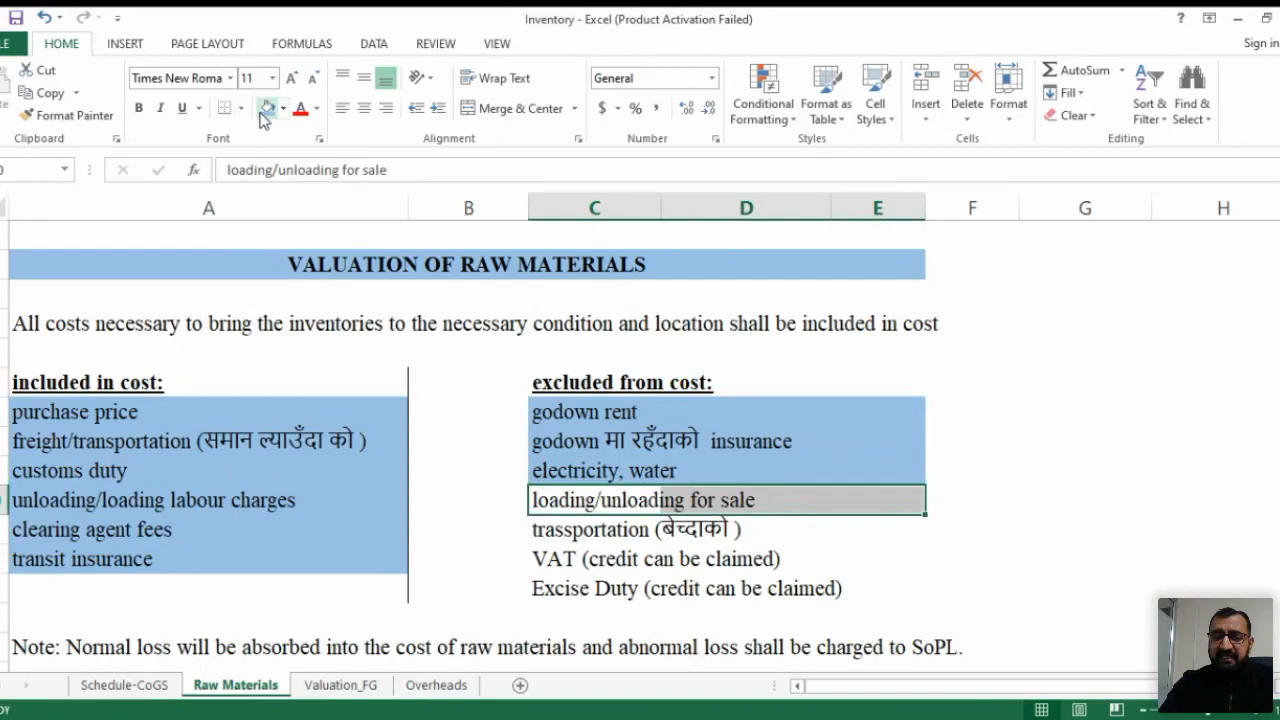 Inventory - Excel (Product Activation Failed)
HOME INSERT PAGE LAYOUT FORMULAS DATA REVIEW VIEW Sign in
Cut
Copy
Format Painter
Clipboard
Times New Roma 11
B I U
Font
Wrap Text
Merge & Center
Alignment
General
$ % ,
Number
Conditional Formatting
Format as Table
Cell Styles
Styles
Insert Delete Format
Cells
AutoSum
Fill
Clear
Sort & Filter
Find & Select
Editing
fx loading/unloading for sale
A B C D E F G H
VALUATION OF RAW MATERIALS
All costs necessary to bring the inventories to the necessary condition and location shall be included in cost
included in cost:
purchase price
freight/transportation (समान ल्याउँदा को )
customs duty
unloading/loading labour charges
clearing agent fees
transit insurance
excluded from cost:
godown rent
godown मा रहँदाको insurance
electricity, water
loading/unloading for sale
trassportation (बेच्दाको )
VAT (credit can be claimed)
Excise Duty (credit can be claimed)
Note: Normal loss will be absorbed into the cost of raw materials and abnormal loss shall be charged to SoPL.
Schedule-CoGS Raw Materials Valuation_FG Overheads